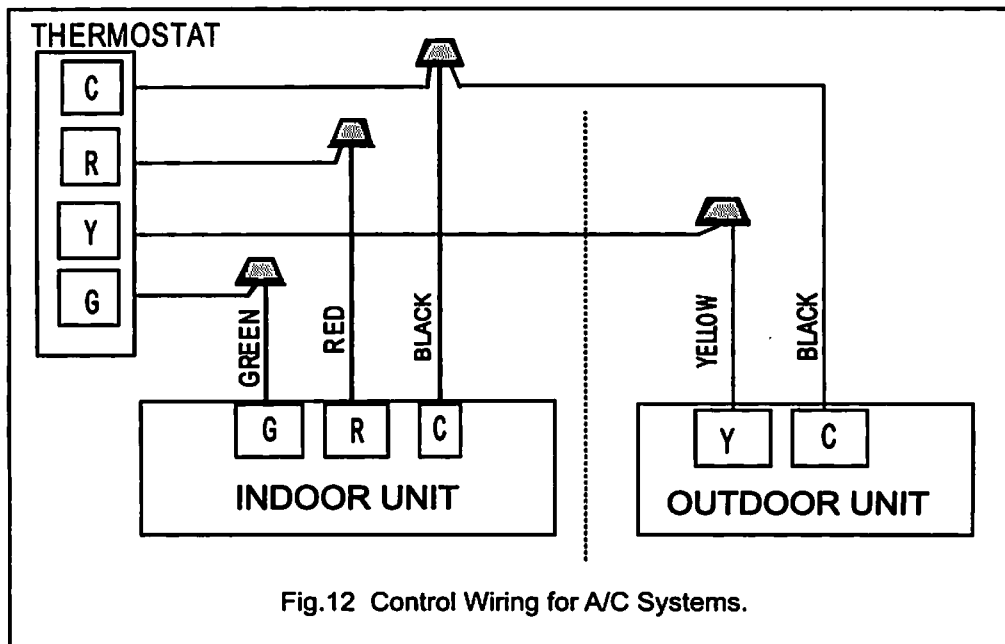 THERMOSTAT
C
R
Y
G
GREEN
RED
BLACK
YELLOW
BLACK
G R C
Y C
INDOOR UNIT
OUTDOOR UNIT
Fig.12 Control Wiring for A/C Systems.